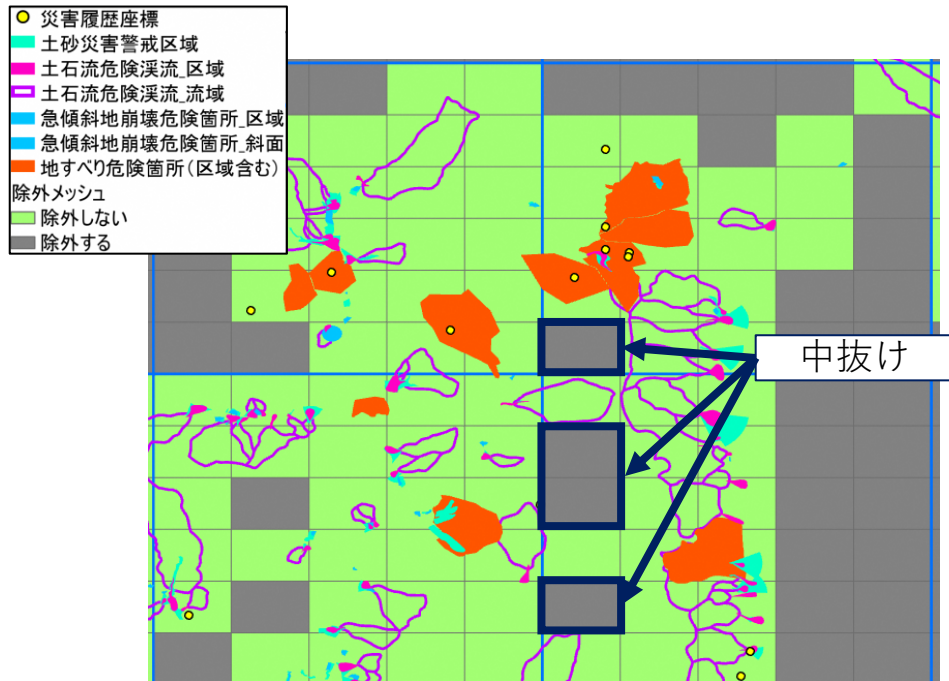 災害履歴座標
土砂災害警戒区域
土石流危険渓流_区域
土石流危険渓流_流域
急傾斜地崩壊危険箇所_区域
急傾斜地崩壊危険箇所_斜面
地すべり危険箇所(区域含む)
除外メッシュ
除外しない
除外する
中抜け